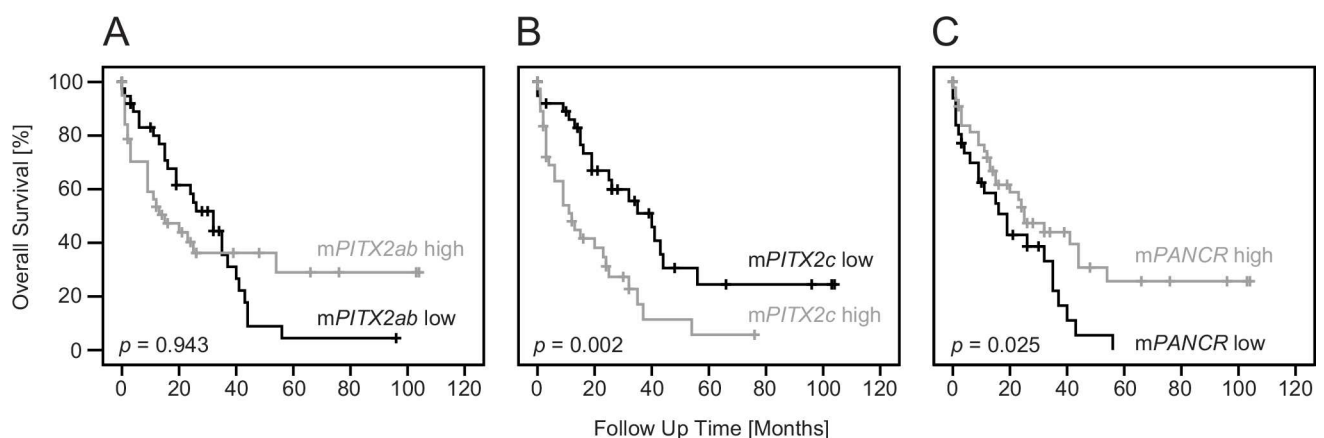 A
B
C
Overall Survival [%]
100
80
60
40
20
0
mPITX2ab high
mPITX2ab low
p = 0.943
0 20 40 60 80 100 120
mPITX2c low
mPITX2c high
p = 0.002
0 20 40 60 80 100 120
mPANCR high
mPANCR low
p = 0.025
0 20 40 60 80 100 120
Follow Up Time [Months]